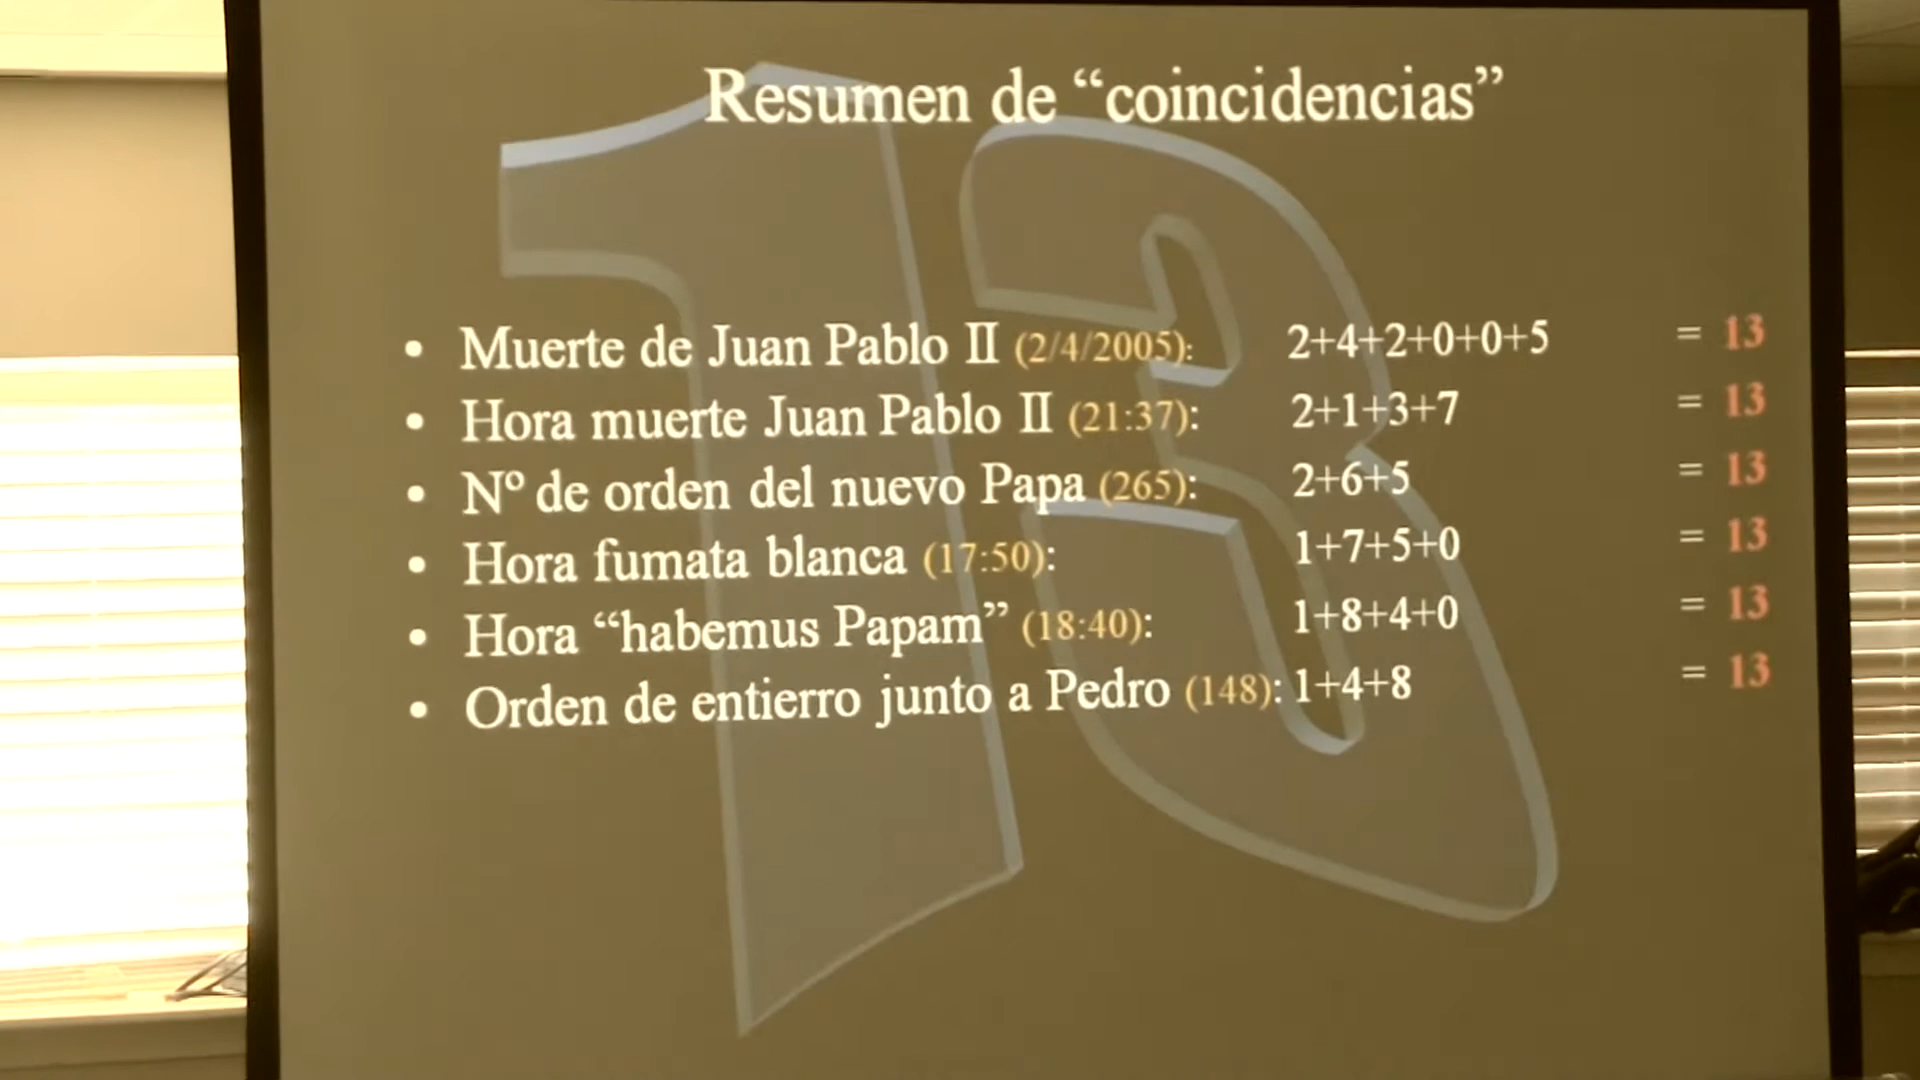 Resumen de “coincidencias”
• Muerte de Juan Pablo II (2/4/2005): 2+4+2+0+0+5 = 13
• Hora muerte Juan Pablo II (21:37): 2+1+3+7 = 13
• Nº de orden del nuevo Papa (265): 2+6+5 = 13
• Hora fumata blanca (17:50): 1+7+5+0 = 13
• Hora “habemus Papam” (18:40): 1+8+4+0 = 13
• Orden de entierro junto a Pedro (148): 1+4+8 = 13
13